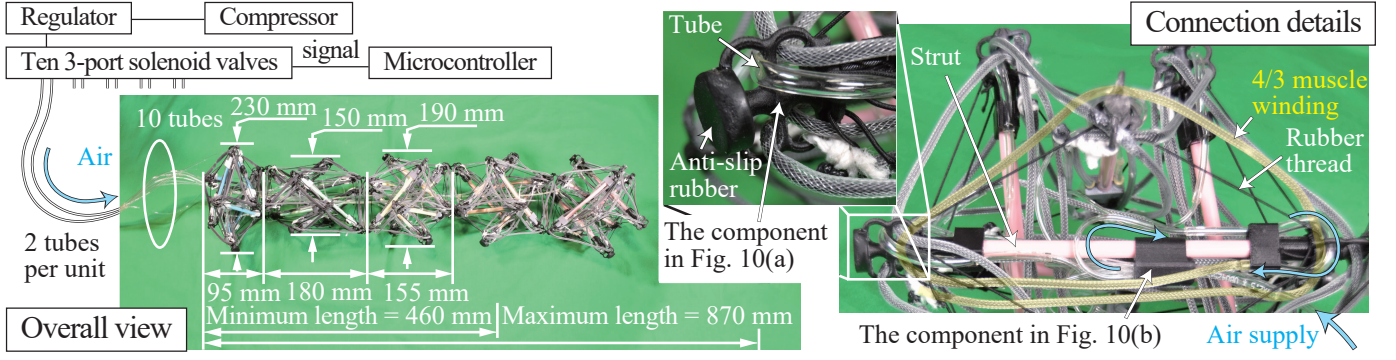 Regulator
Compressor
Ten 3-port solenoid valves
signal
Microcontroller
10 tubes
Air
2 tubes
per unit
230 mm
150 mm
190 mm
95 mm
180 mm
155 mm
Minimum length = 460 mm
Maximum length = 870 mm
Overall view
Tube
Anti-slip
rubber
The component
in Fig. 10(a)
Connection details
Strut
4/3 muscle
winding
Rubber
thread
The component in Fig. 10(b)
Air supply